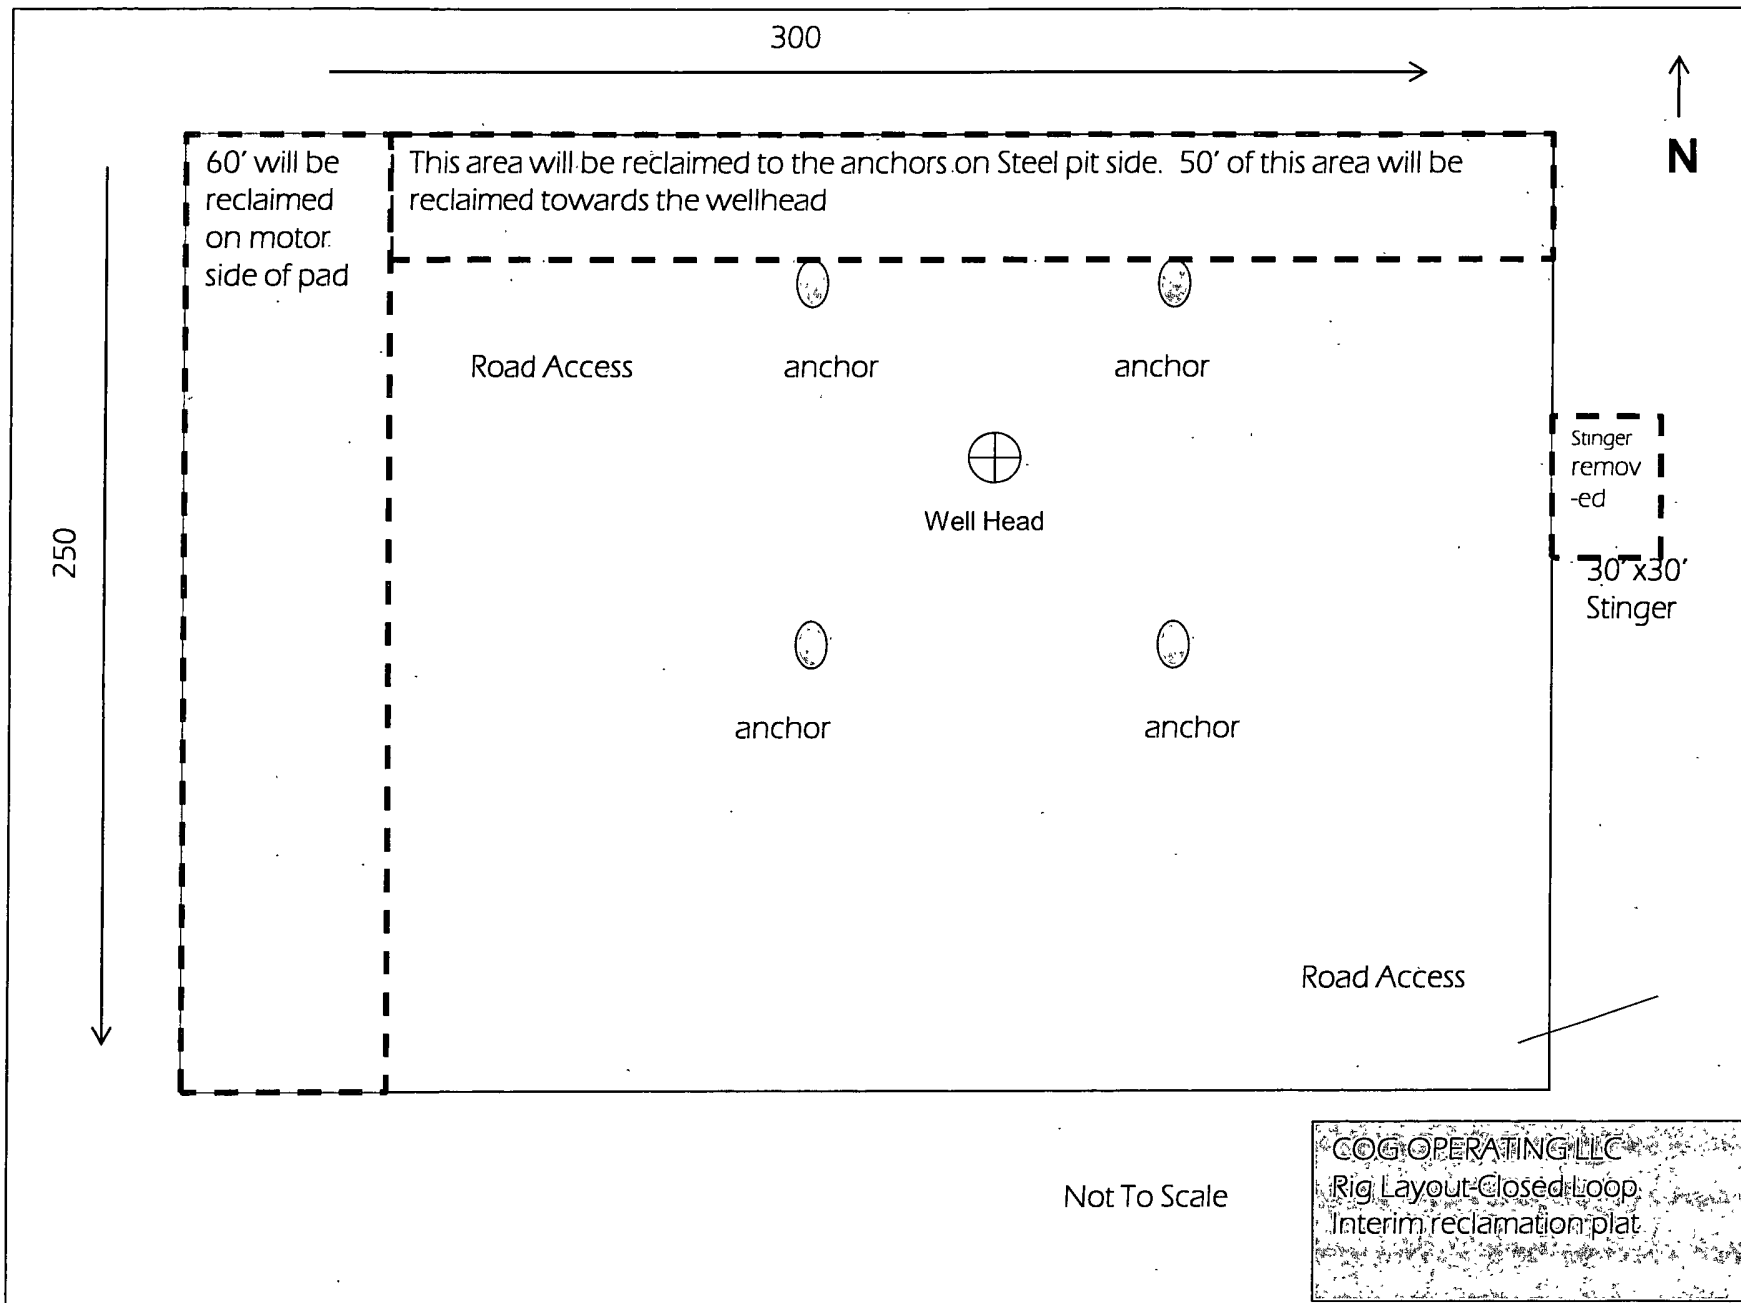 300
N
60' will be
reclaimed
on motor
side of pad
This area will be reclaimed to the anchors on Steel pit side. 50' of this area will be
reclaimed towards the wellhead
Road Access
anchor
anchor
Stinger
remov
-ed
Well Head
250
30' x30'
Stinger
anchor
anchor
Road Access
Not To Scale
COG OPERATING LLC
Rig Layout-Closed Loop
Interim reclamation plat